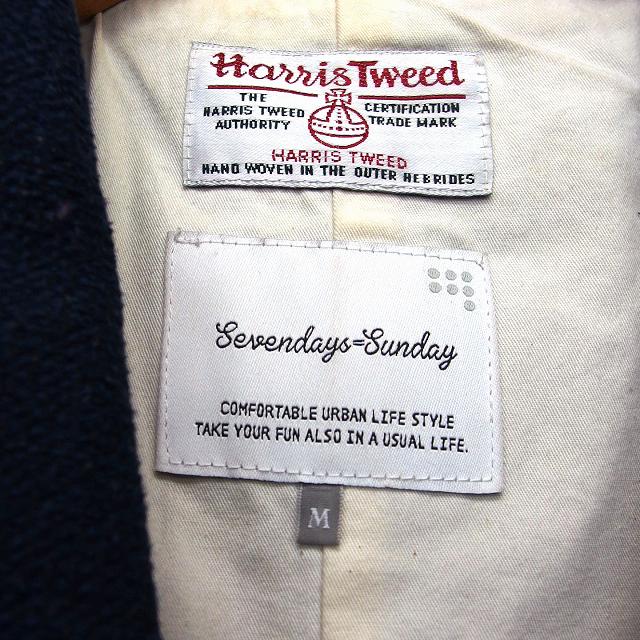 Harris Tweed
THE HARRIS TWEED AUTHORITY
CERTIFICATION TRADE MARK
HARRIS TWEED
HAND WOVEN IN THE OUTER HEBRIDES
Sevendays=Sunday
COMFORTABLE URBAN LIFE STYLE
TAKE YOUR FUN ALSO IN A USUAL LIFE.
M